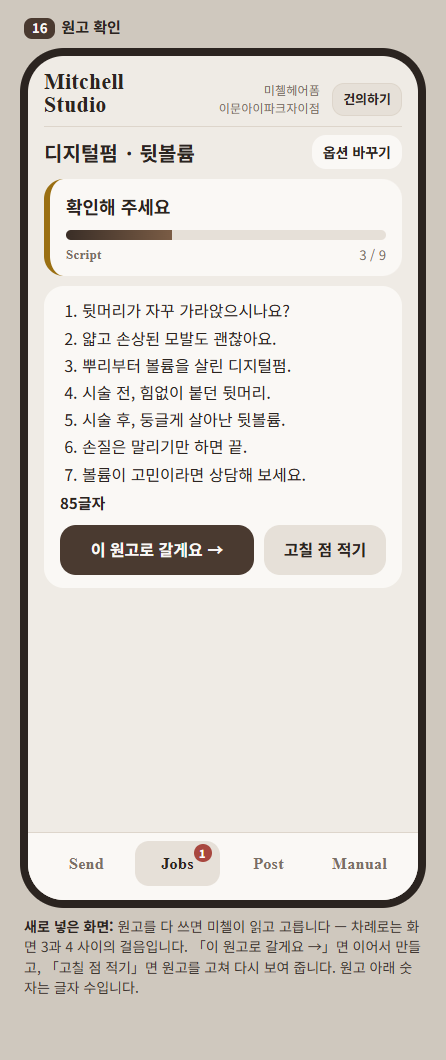 16 원고 확인
Mitchell
Studio
미첼헤어폼
이문아이파크자이점
건의하기
디지털펌 · 뒷볼륨
옵션 바꾸기
확인해 주세요
Script
3 / 9
1. 뒷머리가 자꾸 가라앉으시나요?
2. 얇고 손상된 모발도 괜찮아요.
3. 뿌리부터 볼륨을 살린 디지털펌.
4. 시술 전, 힘없이 붙던 뒷머리.
5. 시술 후, 둥글게 살아난 뒷볼륨.
6. 손질은 말리기만 하면 끝.
7. 볼륨이 고민이라면 상담해 보세요.
85글자
이 원고로 갈게요 →
고칠 점 적기
Send
Jobs
1
Post
Manual
새로 넣은 화면: 원고를 다 쓰면 미첼이 읽고 고릅니다 — 차례로는 화
면 3과 4 사이의 걸음입니다. 「이 원고로 갈게요 →」면 이어서 만들
고, 「고칠 점 적기」면 원고를 고쳐 다시 보여 줍니다. 원고 아래 숫
자는 글자 수입니다.